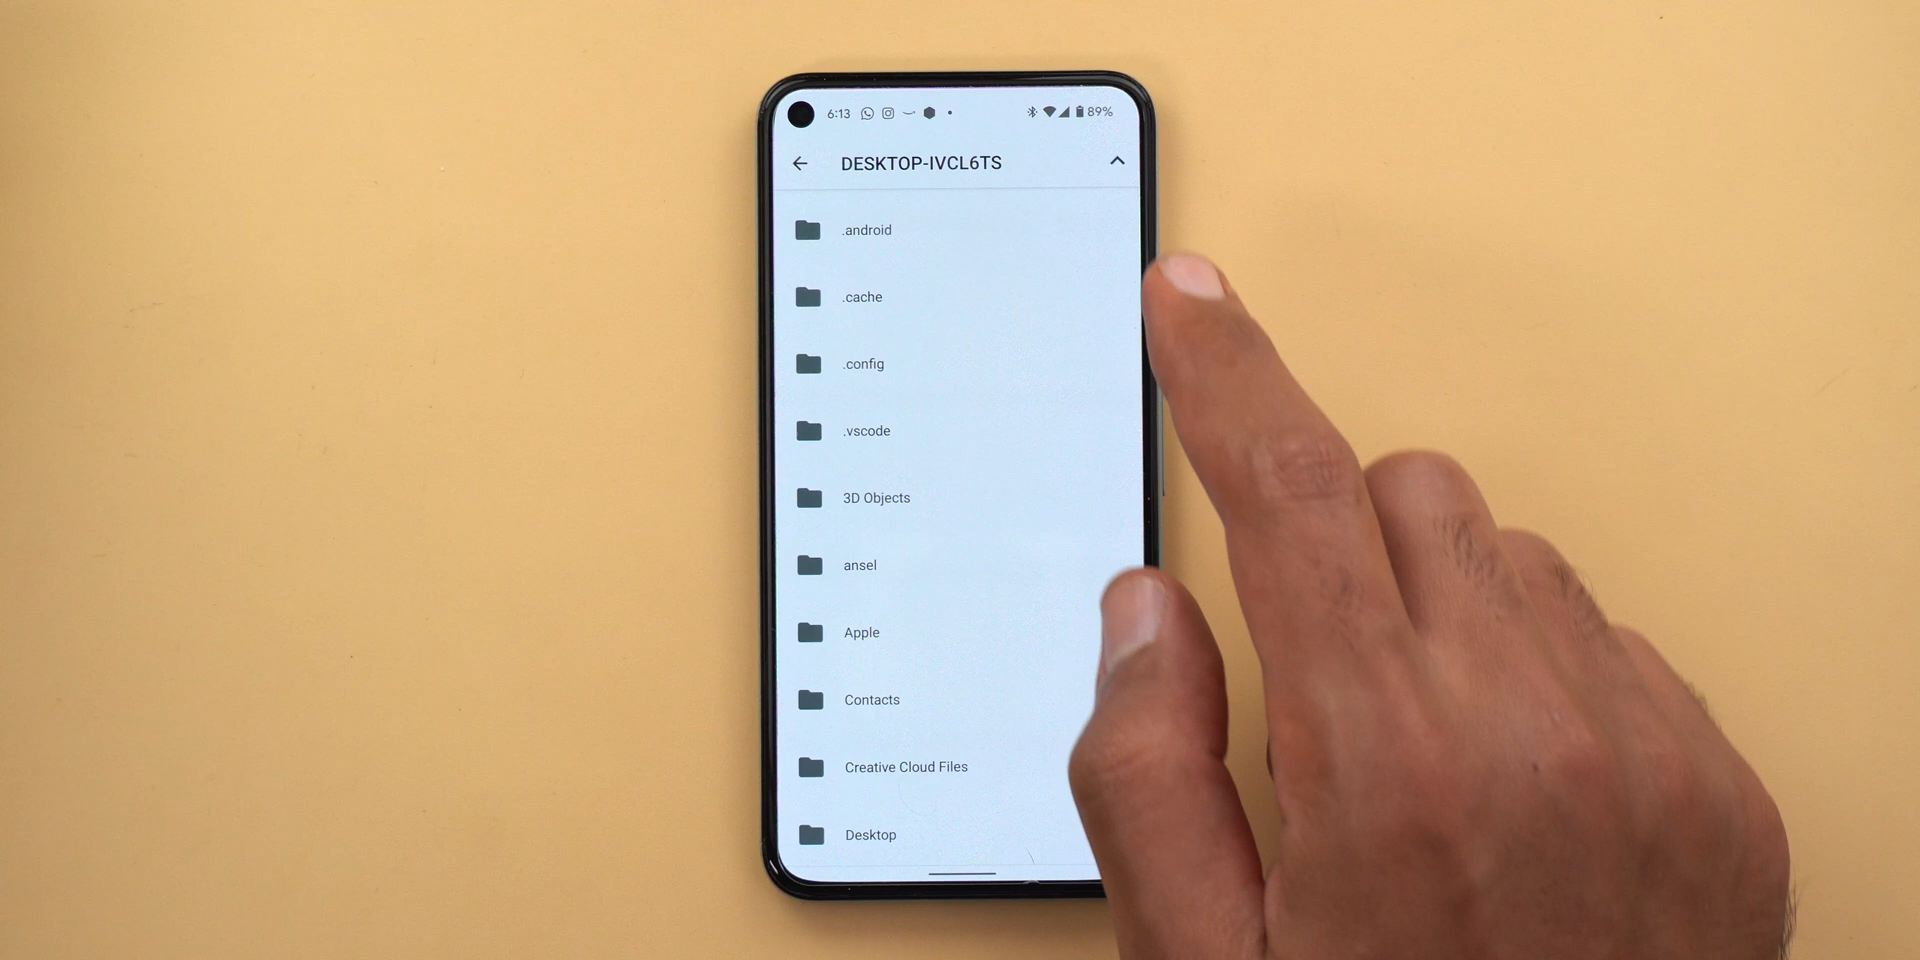 6:13 89%
DESKTOP-IVCL6TS
.android
.cache
.config
.vscode
3D Objects
ansel
Apple
Contacts
Creative Cloud Files
Desktop